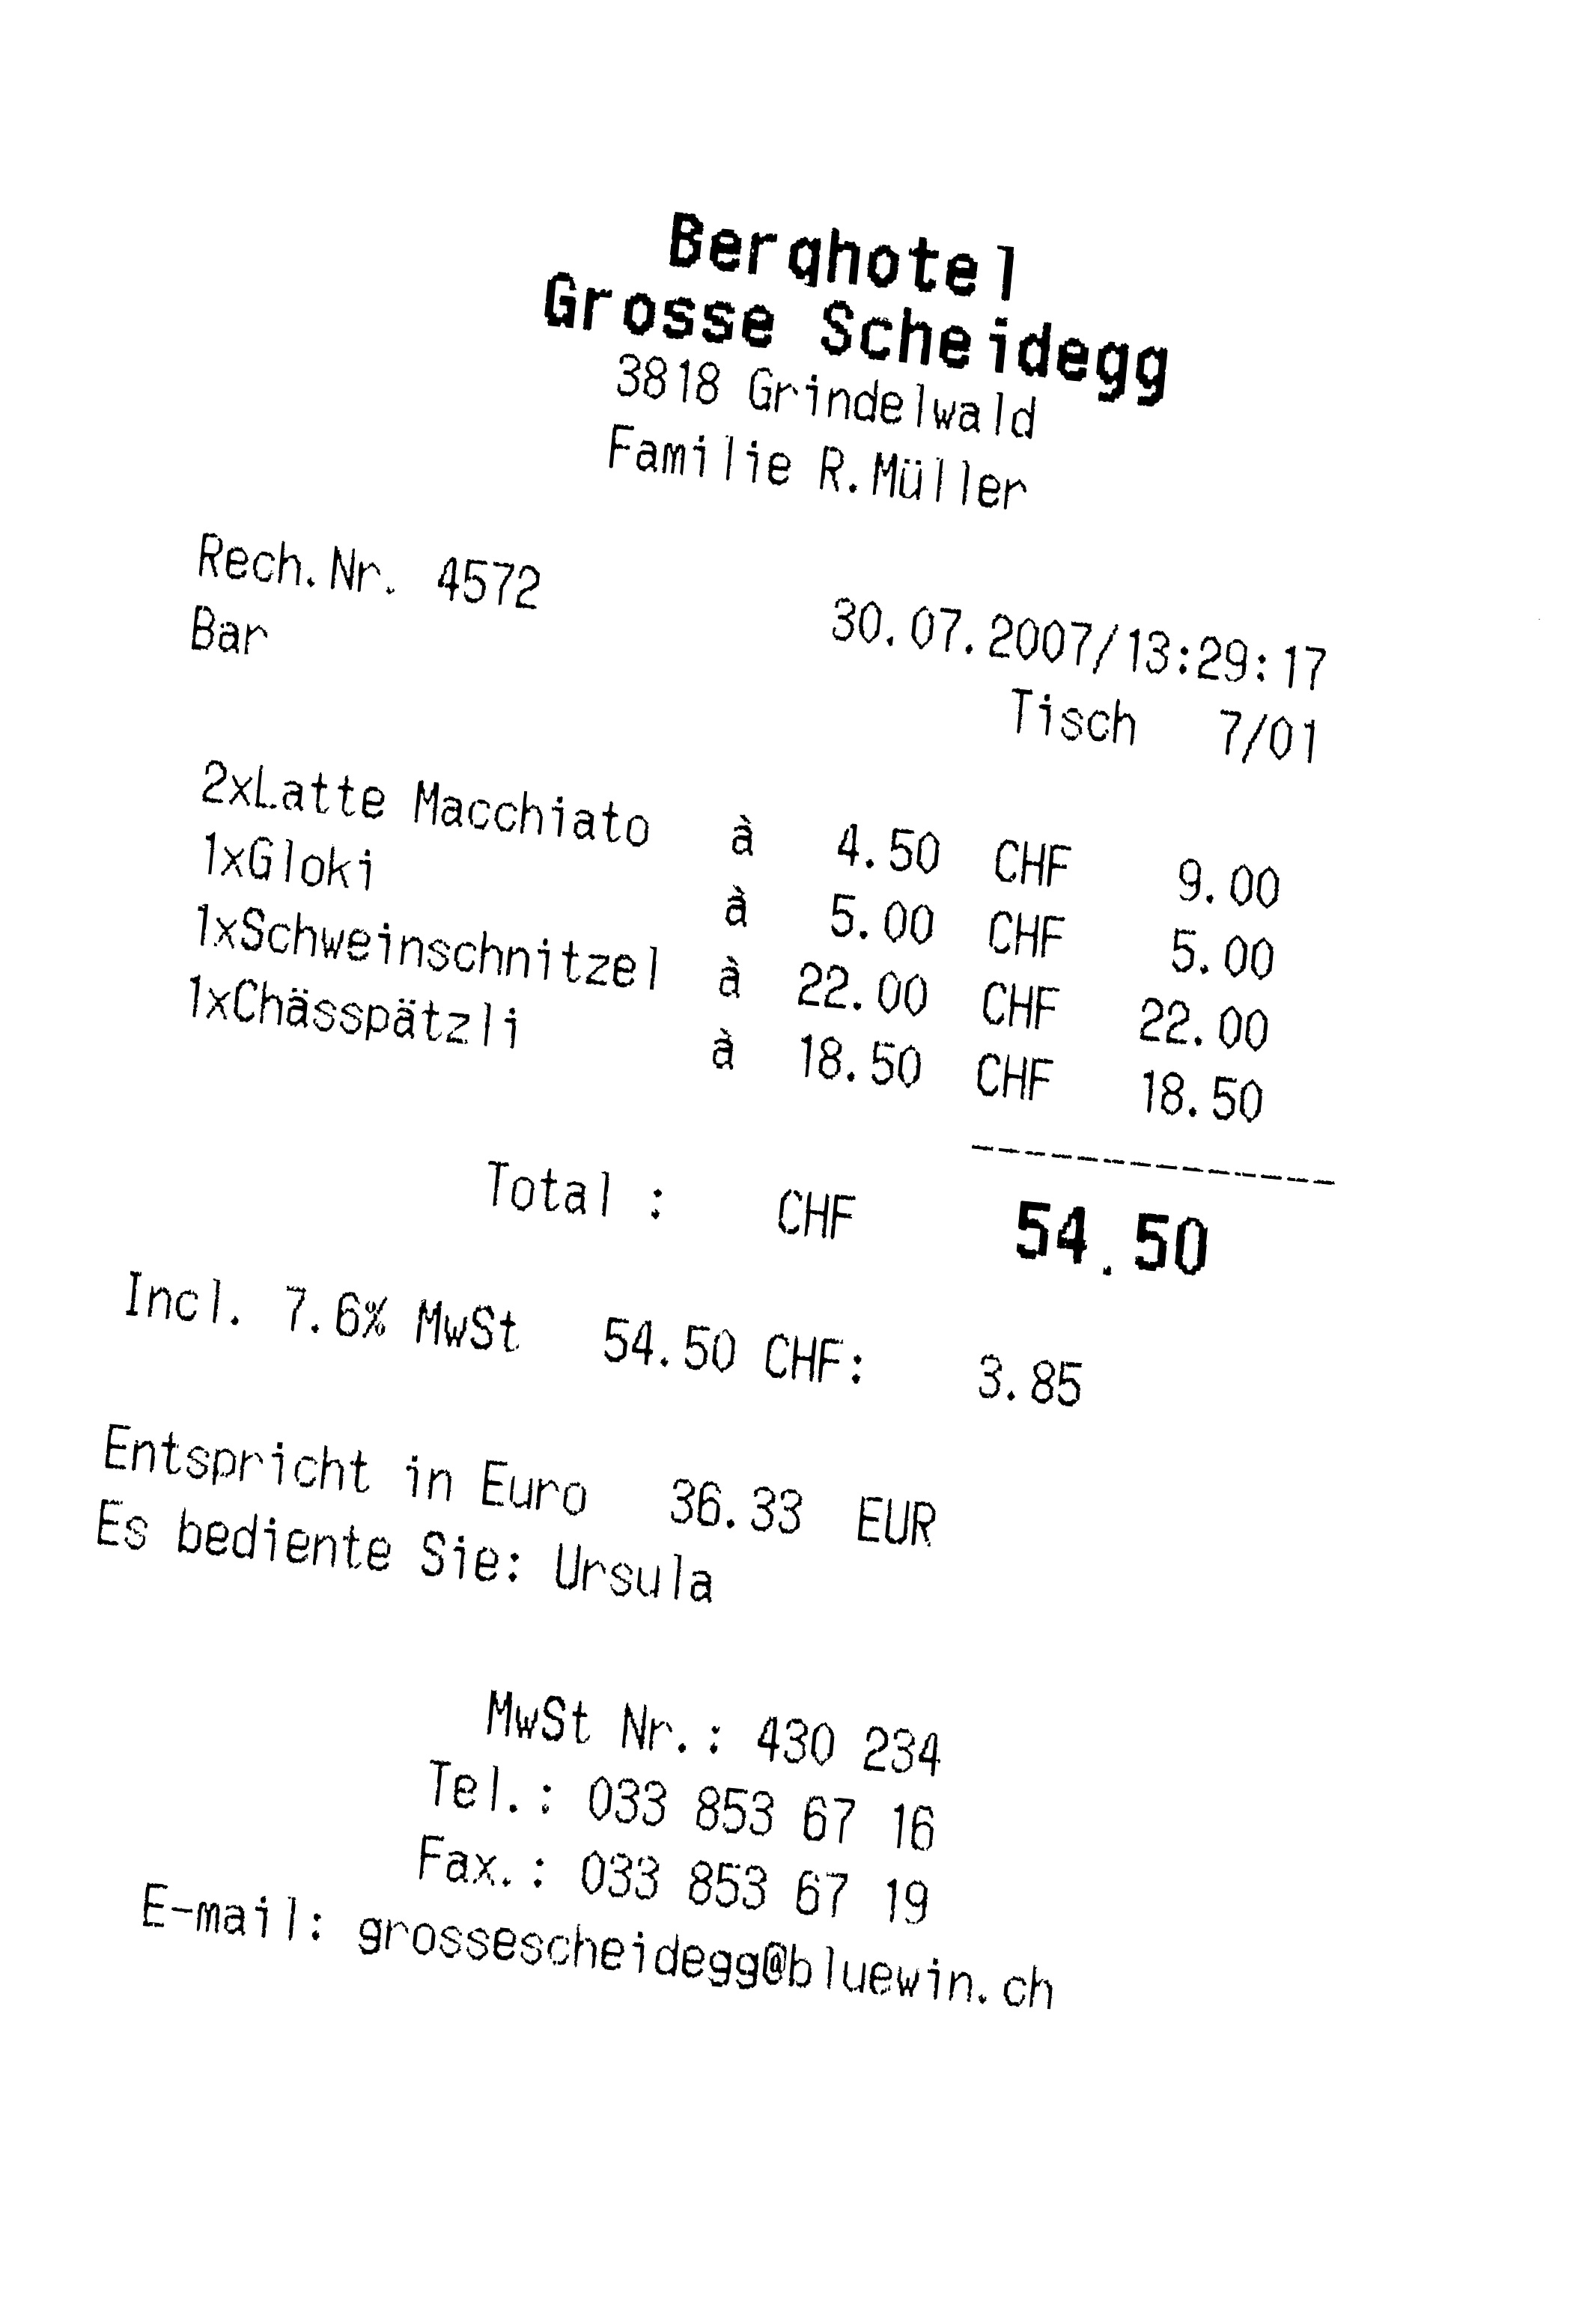 Berghotel
Grosse Scheidegg
3818 Grindelwald
Familie R.Müller
Rech.Nr. 4572 30.07.2007/13:29:17
Bar Tisch 7/01
2xLatte Macchiato à 4.50 CHF 9.00
1xGloki à 5.00 CHF 5.00
1xSchweinschnitzel à 22.00 CHF 22.00
1xChässpätzli à 18.50 CHF 18.50
Total : CHF 54.50
Incl. 7.6% MwSt 54.50 CHF: 3.85
Entspricht in Euro 36.33 EUR
Es bediente Sie: Ursula
MwSt Nr.: 430 234
Tel.: 033 853 67 16
Fax.: 033 853 67 19
E-mail: grossescheidegg@bluewin.ch